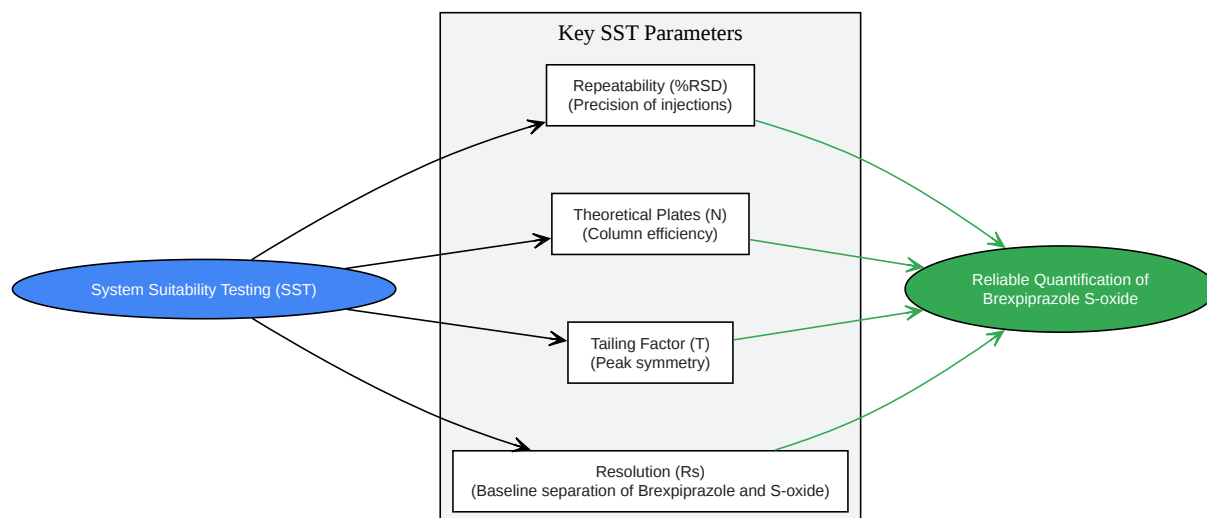 Key SST Parameters
Repeatability (%RSD)
(Precision of injections)
Theoretical Plates (N)
(Column efficiency)
System Suitability Testing (SST)
Reliable Quantification of
Brexpiprazole S-oxide
Tailing Factor (T)
(Peak symmetry)
Resolution (Rs)
(Baseline separation of Brexpiprazole and S-oxide)